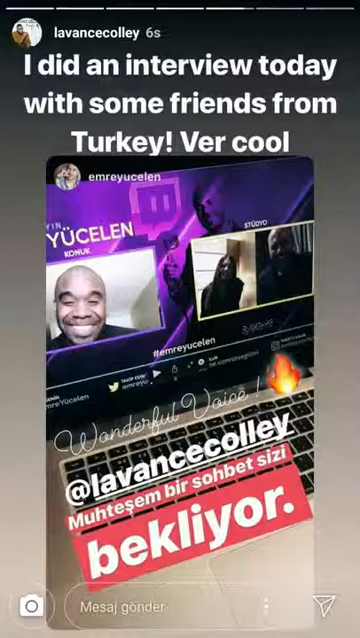 lavancecolley 6s
I did an interview today
with some friends from
Turkey! Ver cool
emreyucelen
YÜCELEN
KONUK
STÜDYO
#emreyucelen
Wonderful Voice !
@lavancecolley
Muhteşem bir sohbet sizi
bekliyor.
Mesaj gönder